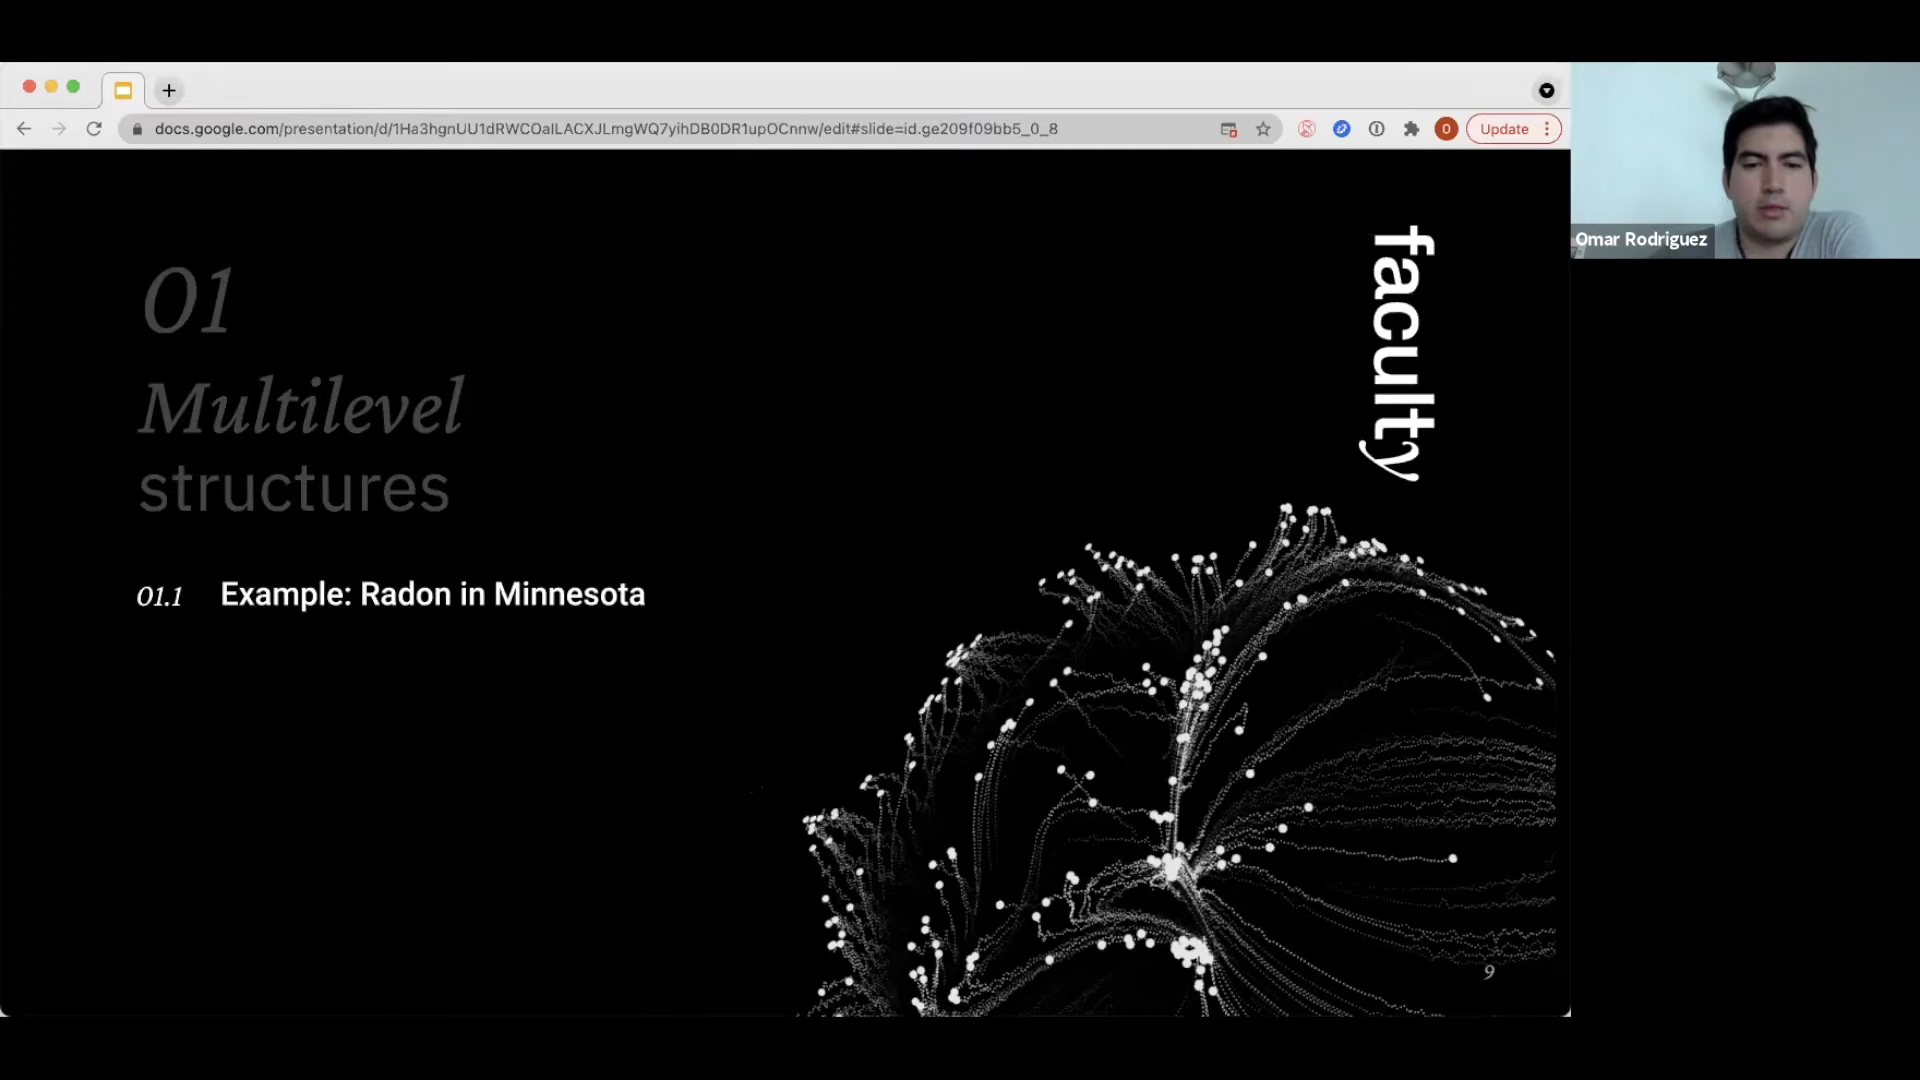 docs.google.com/presentation/d/1Ha3hgnUU1dRWCOalLACXJLmgWQ7yihDB0DR1upOCnnw/edit#slide=id.ge209f09bb5_0_8
O
Update
Omar Rodriguez
faculty
01
Multilevel
structures
01.1 Example: Radon in Minnesota
9